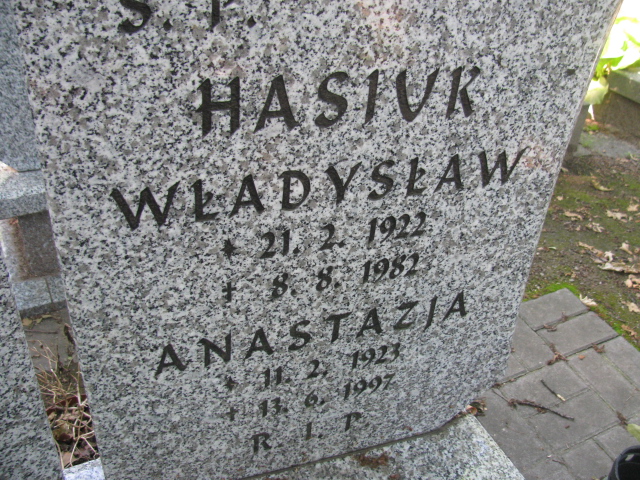 Ś. P.
HASIUK
WŁADYSŁAW
* 21. 2. 1922
+ 8. 8. 1982
ANASTAZJA
* 11. 2. 1923
+ 13. 6. 1997
R. I. P.